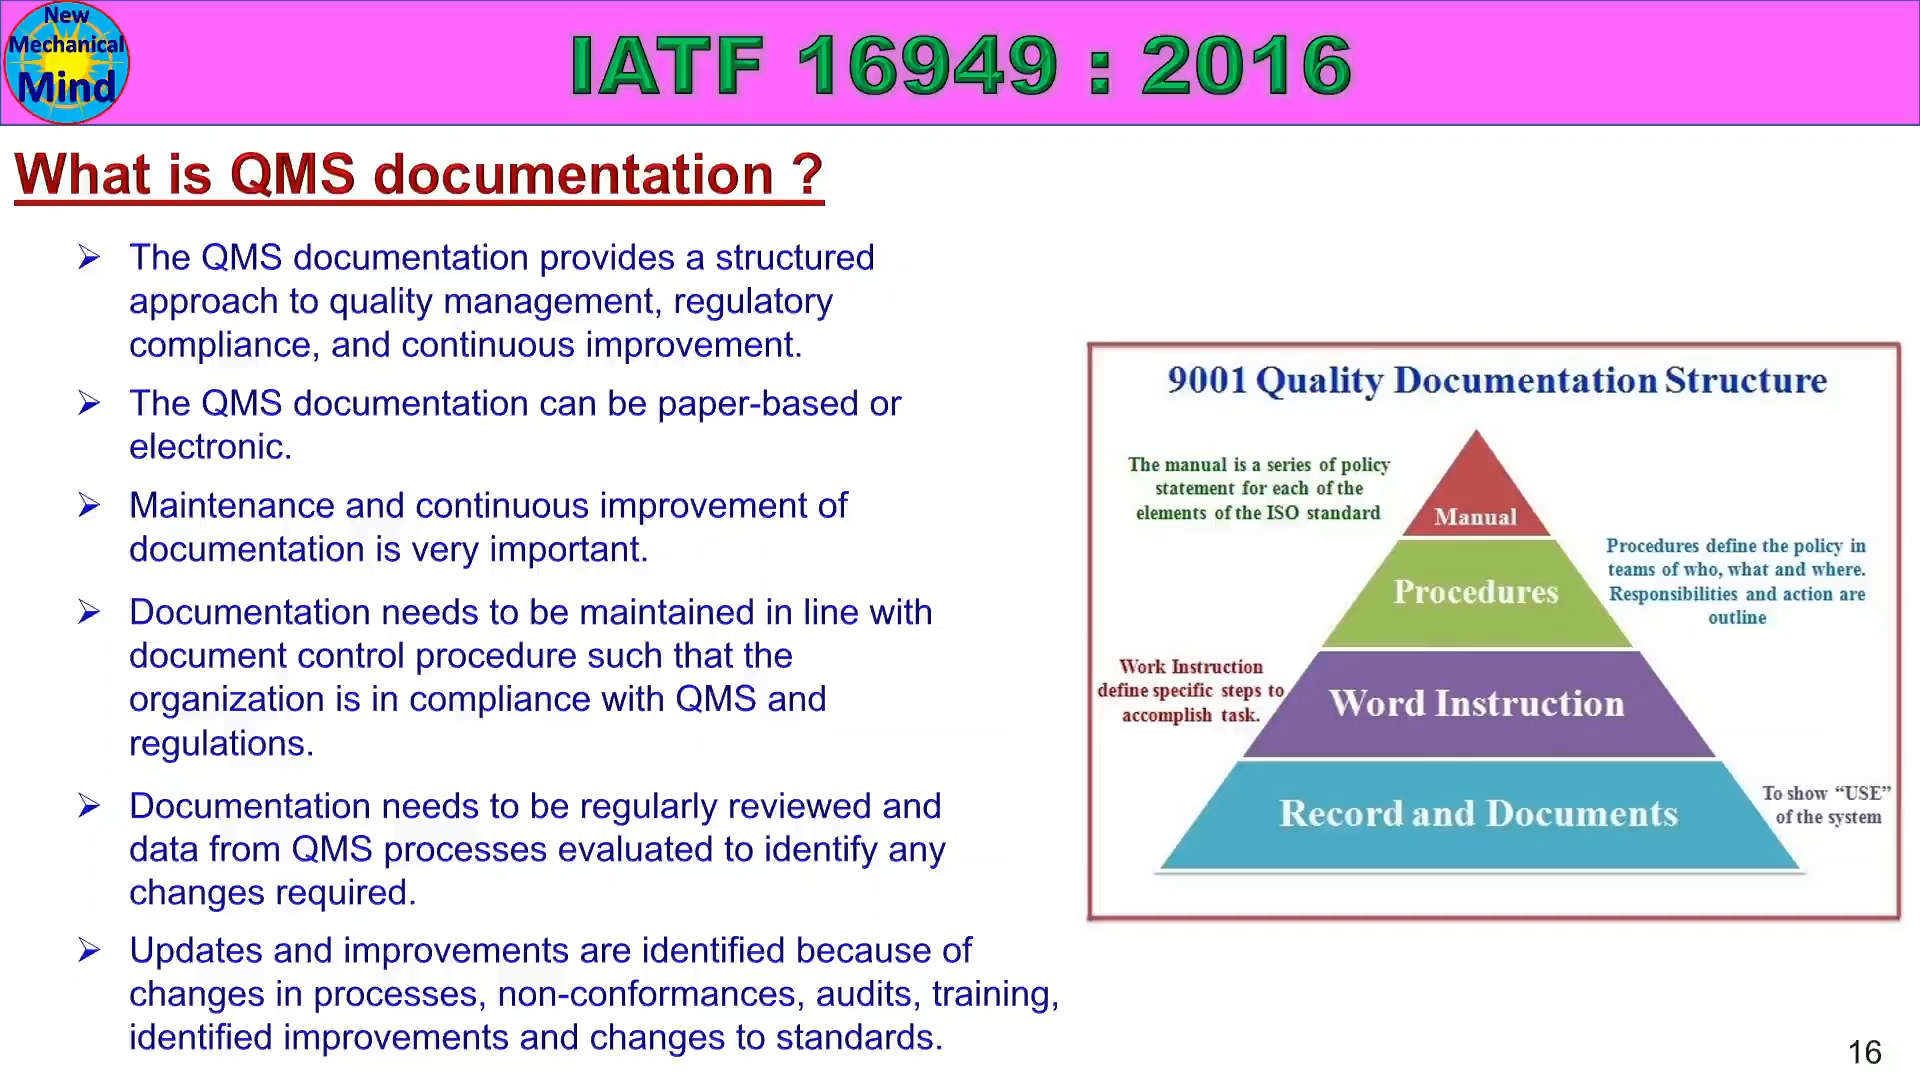 New
Mechanical
Mind
IATF 16949 : 2016
What is QMS documentation ?
➢ The QMS documentation provides a structured
approach to quality management, regulatory
compliance, and continuous improvement.
➢ The QMS documentation can be paper-based or
electronic.
➢ Maintenance and continuous improvement of
documentation is very important.
➢ Documentation needs to be maintained in line with
document control procedure such that the
organization is in compliance with QMS and
regulations.
➢ Documentation needs to be regularly reviewed and
data from QMS processes evaluated to identify any
changes required.
➢ Updates and improvements are identified because of
changes in processes, non-conformances, audits, training,
identified improvements and changes to standards.
9001 Quality Documentation Structure
The manual is a series of policy
statement for each of the
elements of the ISO standard
Manual
Procedures define the policy in
teams of who, what and where.
Responsibilities and action are
outline
Procedures
Work Instruction
define specific steps to
accomplish task.
Word Instruction
Record and Documents
To show “USE”
of the system
16